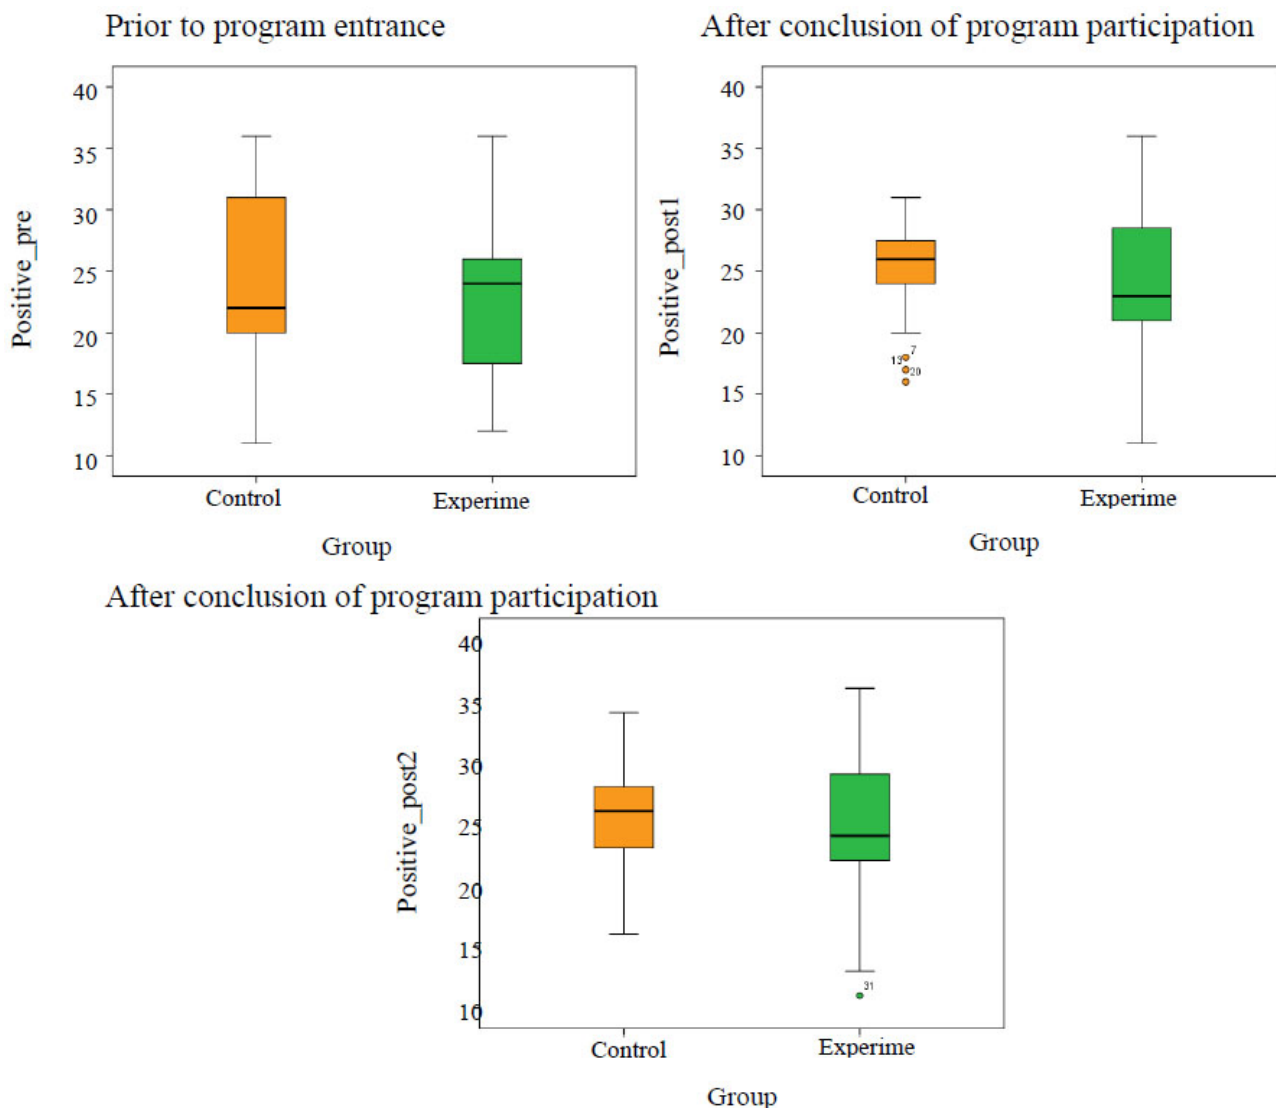 Prior to program entrance
40
35
30
25
20
15
10
Positive_pre
Control
Experime
Group
After conclusion of program participation
40
35
30
25
20
15
10
Positive_post1
7
13
20
Control
Experime
Group
After conclusion of program participation
40
35
30
25
20
15
10
Positive_post2
31
Control
Experime
Group